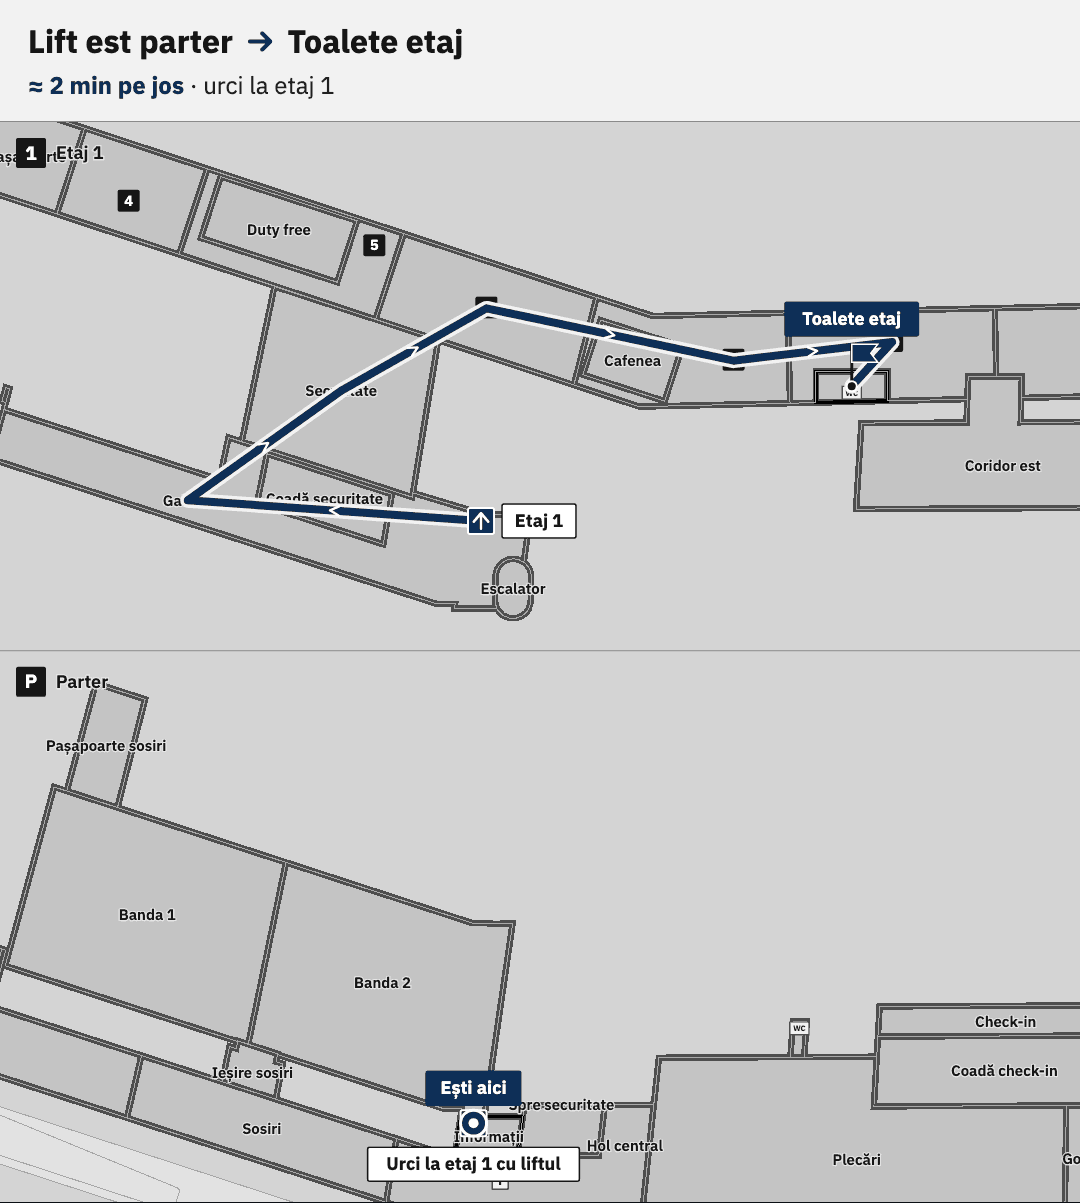 Lift est parter → Toalete etaj
≈ 2 min pe jos · urci la etaj 1
1 Etaj 1
4
Duty free
5
Toalete etaj
Cafenea
Securitate
WC
Coridor est
Coadă securitate
Etaj 1
Escalator
P Parter
Pașapoarte sosiri
Banda 1
Banda 2
WC
Check-in
Coadă check-in
Ieșire sosiri
Ești aici
Spre securitate
Sosiri
Informații
Hol central
Urci la etaj 1 cu liftul
Plecări